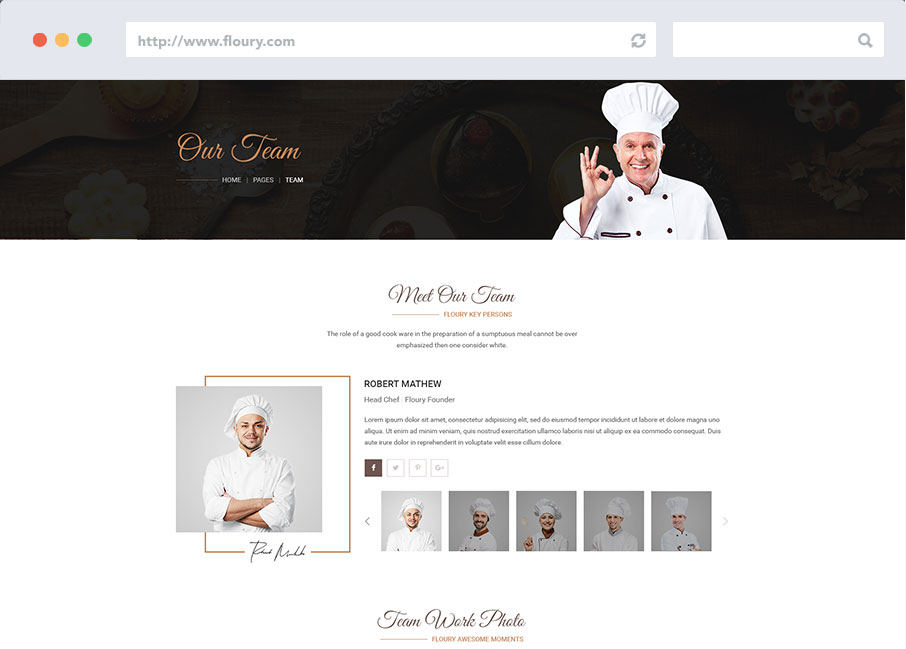 http://www.floury.com
Our Team
HOME | PAGES | TEAM
Meet Our Team
FLOURY KEY PERSONS
The role of a good cook ware in the preparation of a sumptuous meal cannot be over
emphasized then one consider white.
ROBERT MATHEW
Head Chef | Floury Founder
Lorem ipsum dolor sit amet, consectetur adipisicing elit, sed do eiusmod tempor incididunt ut labore et dolore magna uno
aliqua. Ut enim ad minim veniam, quis nostrud exercitation ullamco laboris nisi ut aliquip ex ea commodo consequat. Duis
aute irure dolor in reprehenderit in voluptate velit esse cillum dolore.
Team Work Photo
FLOURY AWESOME MOMENTS